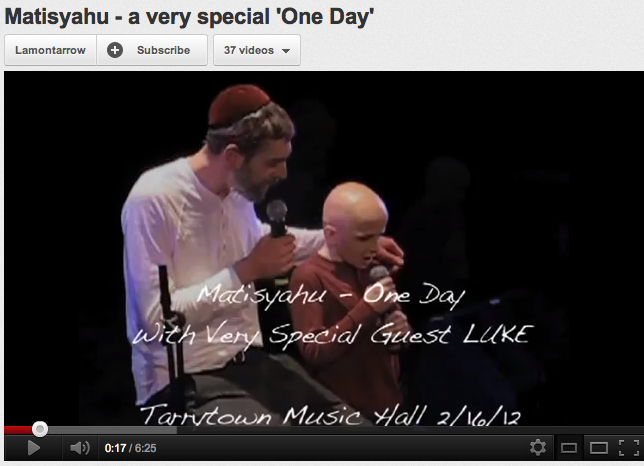 Matisyahu - a very special 'One Day'
Lamontarrow Subscribe 37 videos
Matisyahu - One Day
With Very Special Guest LUKE
Tarrytown Music Hall 2/16/12
0:17 / 6:25